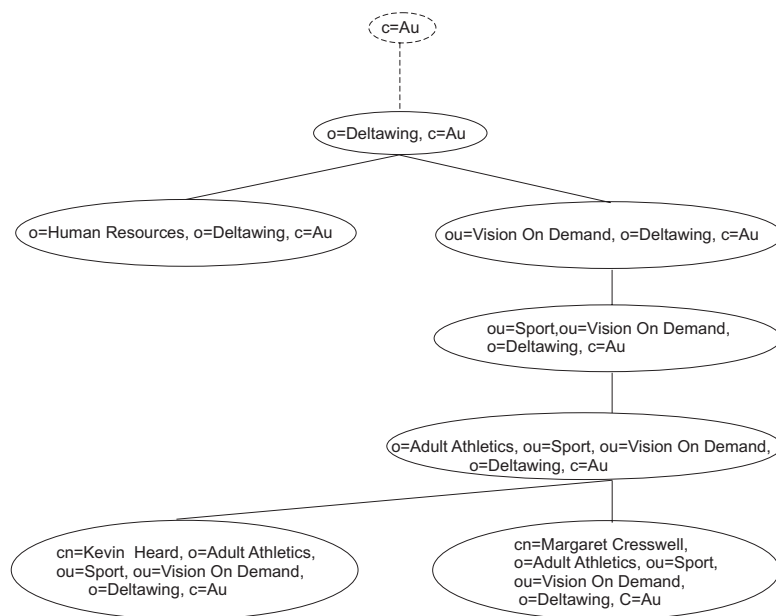 c=Au
o=Deltawing, c=Au
o=Human Resources, o=Deltawing, c=Au
ou=Vision On Demand, o=Deltawing, c=Au
ou=Sport,ou=Vision On Demand,
o=Deltawing, c=Au
o=Adult Athletics, ou=Sport, ou=Vision On Demand,
o=Deltawing, c=Au
cn=Kevin Heard, o=Adult Athletics,
ou=Sport, ou=Vision On Demand,
o=Deltawing, c=Au
cn=Margaret Cresswell,
o=Adult Athletics, ou=Sport,
ou=Vision On Demand,
o=Deltawing, C=Au